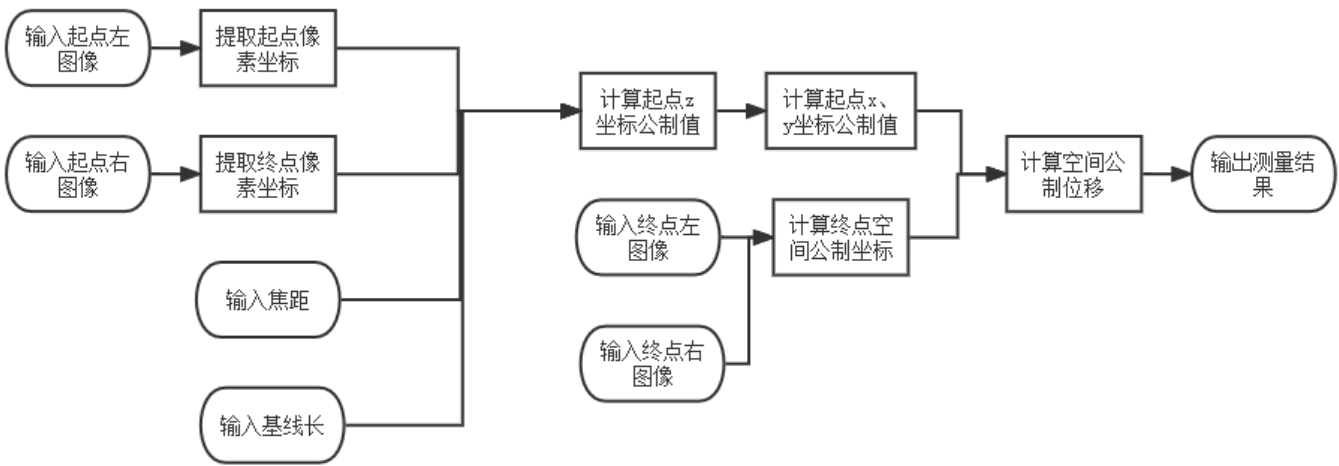 输入起点左
图像
提取起点像
素坐标
输入起点右
图像
提取终点像
素坐标
输入焦距
输入基线长
计算起点z
坐标公制值
计算起点x、
y坐标公制值
输入终点左
图像
计算终点空
间公制坐标
输入终点右
图像
计算空间公
制位移
输出测量结
果